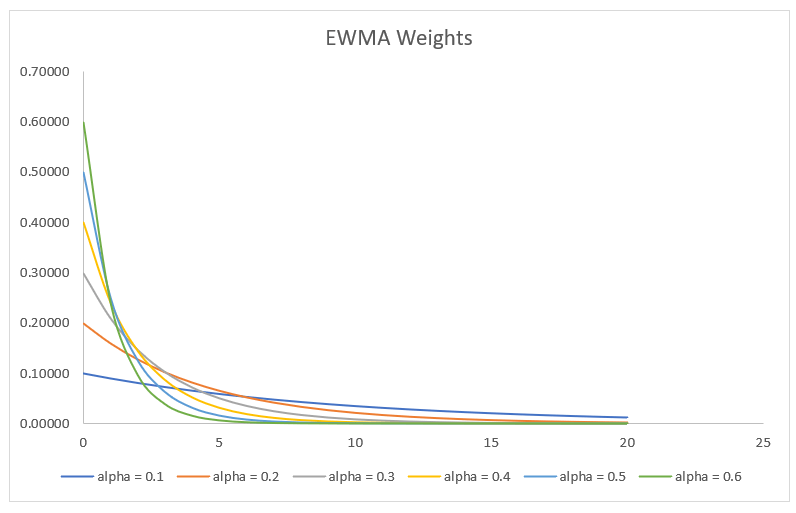 EWMA Weights
0.70000
0.60000
0.50000
0.40000
0.30000
0.20000
0.10000
0.00000
0 5 10 15 20 25
alpha = 0.1 alpha = 0.2 alpha = 0.3 alpha = 0.4 alpha = 0.5 alpha = 0.6